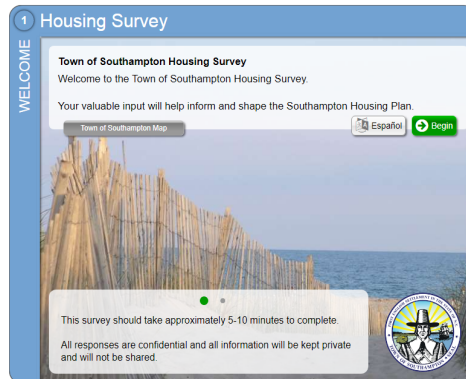 1 Housing Survey
WELCOME
Town of Southampton Housing Survey
Welcome to the Town of Southampton Housing Survey.
Your valuable input will help inform and shape the Southampton Housing Plan.
Town of Southampton Map
Español
Begin
This survey should take approximately 5-10 minutes to complete.
All responses are confidential and all information will be kept private
and will not be shared.
TOWN OF SOUTHAMPTON